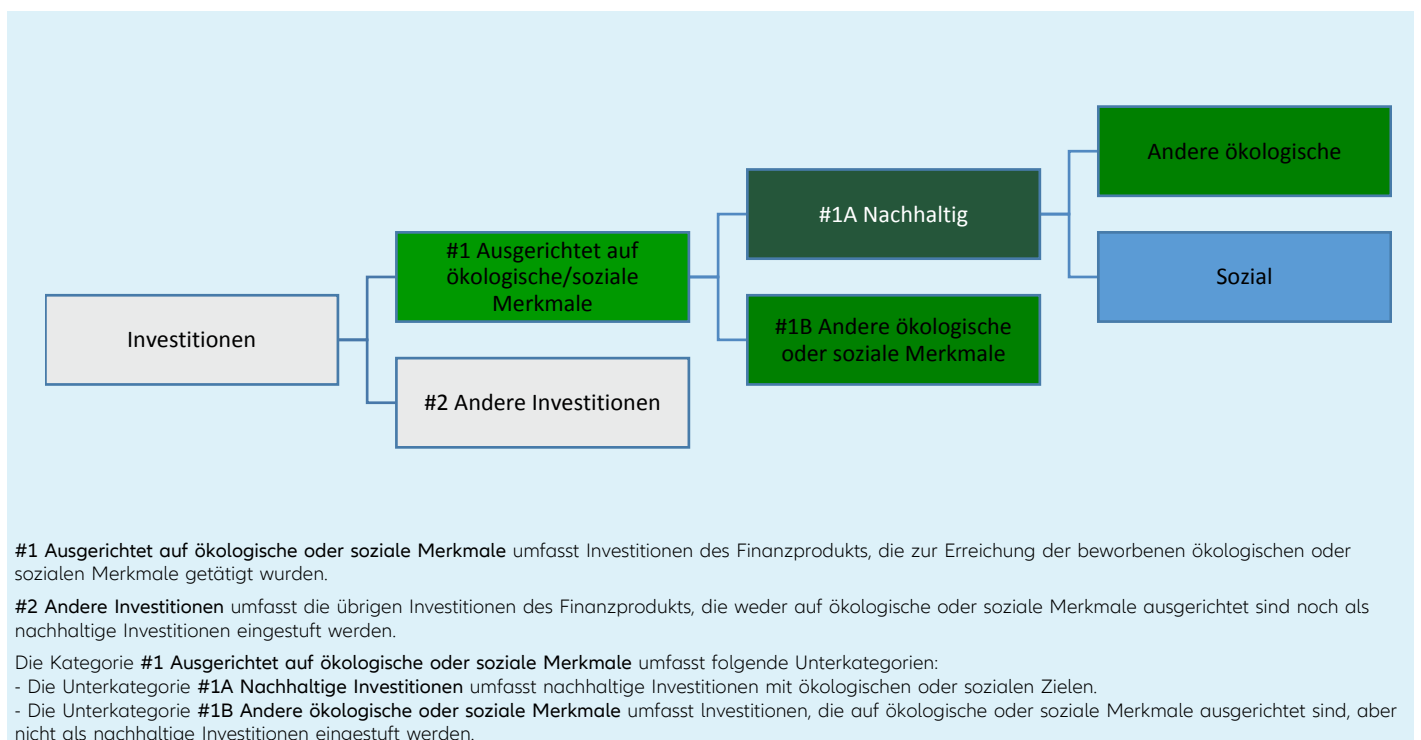 Andere ökologische
#1A Nachhaltig
#1 Ausgerichtet auf
ökologische/soziale
Merkmale
Sozial
Investitionen
#1B Andere ökologische
oder soziale Merkmale
#2 Andere Investitionen
#1 Ausgerichtet auf ökologische oder soziale Merkmale umfasst Investitionen des Finanzprodukts, die zur Erreichung der beworbenen ökologischen oder
sozialen Merkmale getätigt wurden.
#2 Andere Investitionen umfasst die übrigen Investitionen des Finanzprodukts, die weder auf ökologische oder soziale Merkmale ausgerichtet sind noch als
nachhaltige Investitionen eingestuft werden.
Die Kategorie #1 Ausgerichtet auf ökologische oder soziale Merkmale umfasst folgende Unterkategorien:
- Die Unterkategorie #1A Nachhaltige Investitionen umfasst nachhaltige Investitionen mit ökologischen oder sozialen Zielen.
- Die Unterkategorie #1B Andere ökologische oder soziale Merkmale umfasst Investitionen, die auf ökologische oder soziale Merkmale ausgerichtet sind, aber
nicht als nachhaltige Investitionen eingestuft werden.